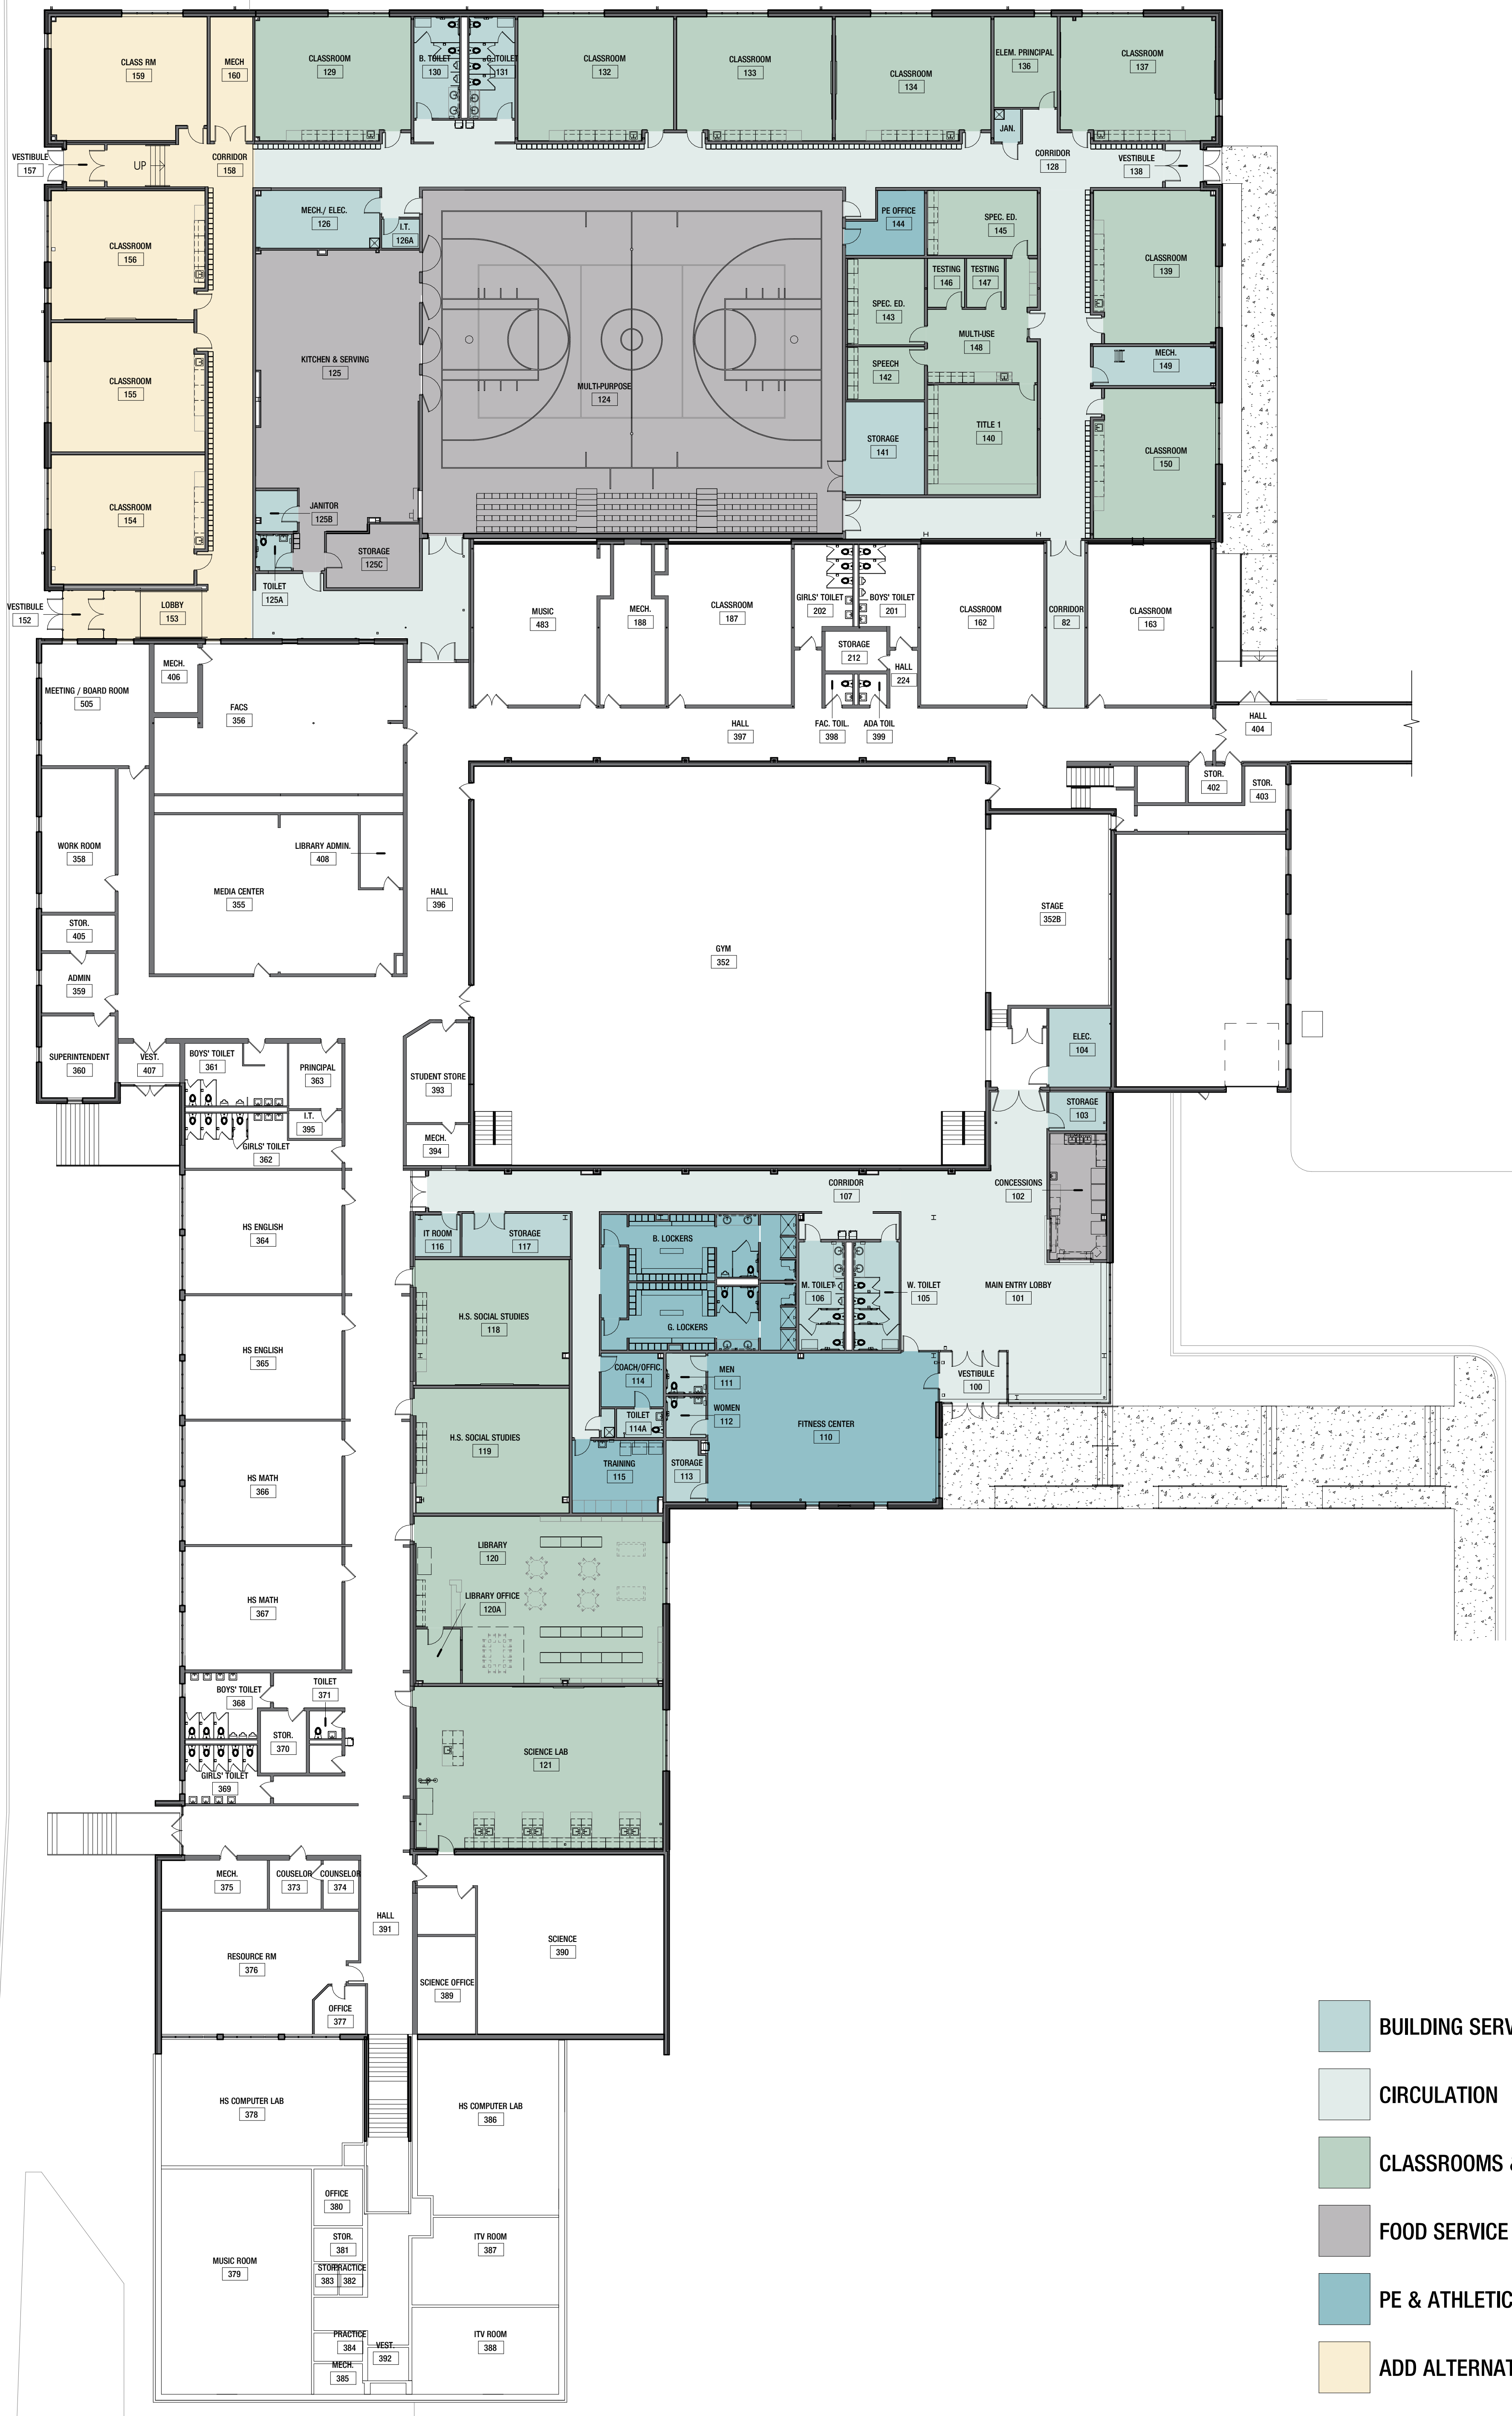 CLASS RM
159
MECH
160
CLASSROOM
129
B. TOILET
130
TOILET
131
CLASSROOM
132
CLASSROOM
133
CLASSROOM
134
ELEM. PRINCIPAL
136
CLASSROOM
137
JAN.
VESTIBULE
157
UP
CORRIDOR
158
CORRIDOR
128
VESTIBULE
138
MECH./ ELEC.
126
I.T.
126A
PE OFFICE
144
SPEC. ED.
145
CLASSROOM
156
CLASSROOM
139
TESTING
146
TESTING
147
SPEC. ED.
143
MULTI-USE
148
KITCHEN & SERVING
125
MULTI-PURPOSE
124
SPEECH
142
MECH.
149
CLASSROOM
155
TITLE 1
140
STORAGE
141
CLASSROOM
150
CLASSROOM
154
JANITOR
125B
STORAGE
125C
TOILET
125A
VESTIBULE
152
LOBBY
153
MUSIC
483
MECH.
188
CLASSROOM
187
GIRLS' TOILET
202
BOYS' TOILET
201
CLASSROOM
162
CORRIDOR
82
CLASSROOM
163
STORAGE
212
HALL
224
MECH.
406
MEETING / BOARD ROOM
505
FACS
356
HALL
397
FAC. TOIL.
398
ADA TOIL
399
HALL
404
STOR.
402
STOR.
403
WORK ROOM
358
LIBRARY ADMIN.
408
MEDIA CENTER
355
HALL
396
STAGE
352B
STOR.
405
GYM
352
ADMIN
359
SUPERINTENDENT
360
VEST.
407
BOYS' TOILET
361
PRINCIPAL
363
STUDENT STORE
393
ELEC.
104
I.T.
395
STORAGE
103
GIRLS' TOILET
362
MECH.
394
CORRIDOR
107
CONCESSIONS
102
HS ENGLISH
364
IT ROOM
116
STORAGE
117
B. LOCKERS
M. TOILET
106
W. TOILET
105
MAIN ENTRY LOBBY
101
H.S. SOCIAL STUDIES
118
G. LOCKERS
HS ENGLISH
365
COACH/OFFIC.
114
MEN
111
VESTIBULE
100
TOILET
114A
WOMEN
112
FITNESS CENTER
110
H.S. SOCIAL STUDIES
119
TRAINING
115
STORAGE
113
HS MATH
366
LIBRARY
120
LIBRARY OFFICE
120A
HS MATH
367
BOYS' TOILET
368
TOILET
371
STOR.
370
SCIENCE LAB
121
GIRLS' TOILET
369
MECH.
375
COUSELOR
373
COUNSELOR
374
HALL
391
SCIENCE
390
RESOURCE RM
376
SCIENCE OFFICE
389
OFFICE
377
BUILDING SERV
HS COMPUTER LAB
378
HS COMPUTER LAB
386
CIRCULATION
CLASSROOMS
OFFICE
380
STOR.
381
ITV ROOM
387
FOOD SERVICE
MUSIC ROOM
379
STOR.
383
PRACTICE
382
PE & ATHLETIC
PRACTICE
384
VEST.
392
ITV ROOM
388
MECH.
385
ADD ALTERNAT